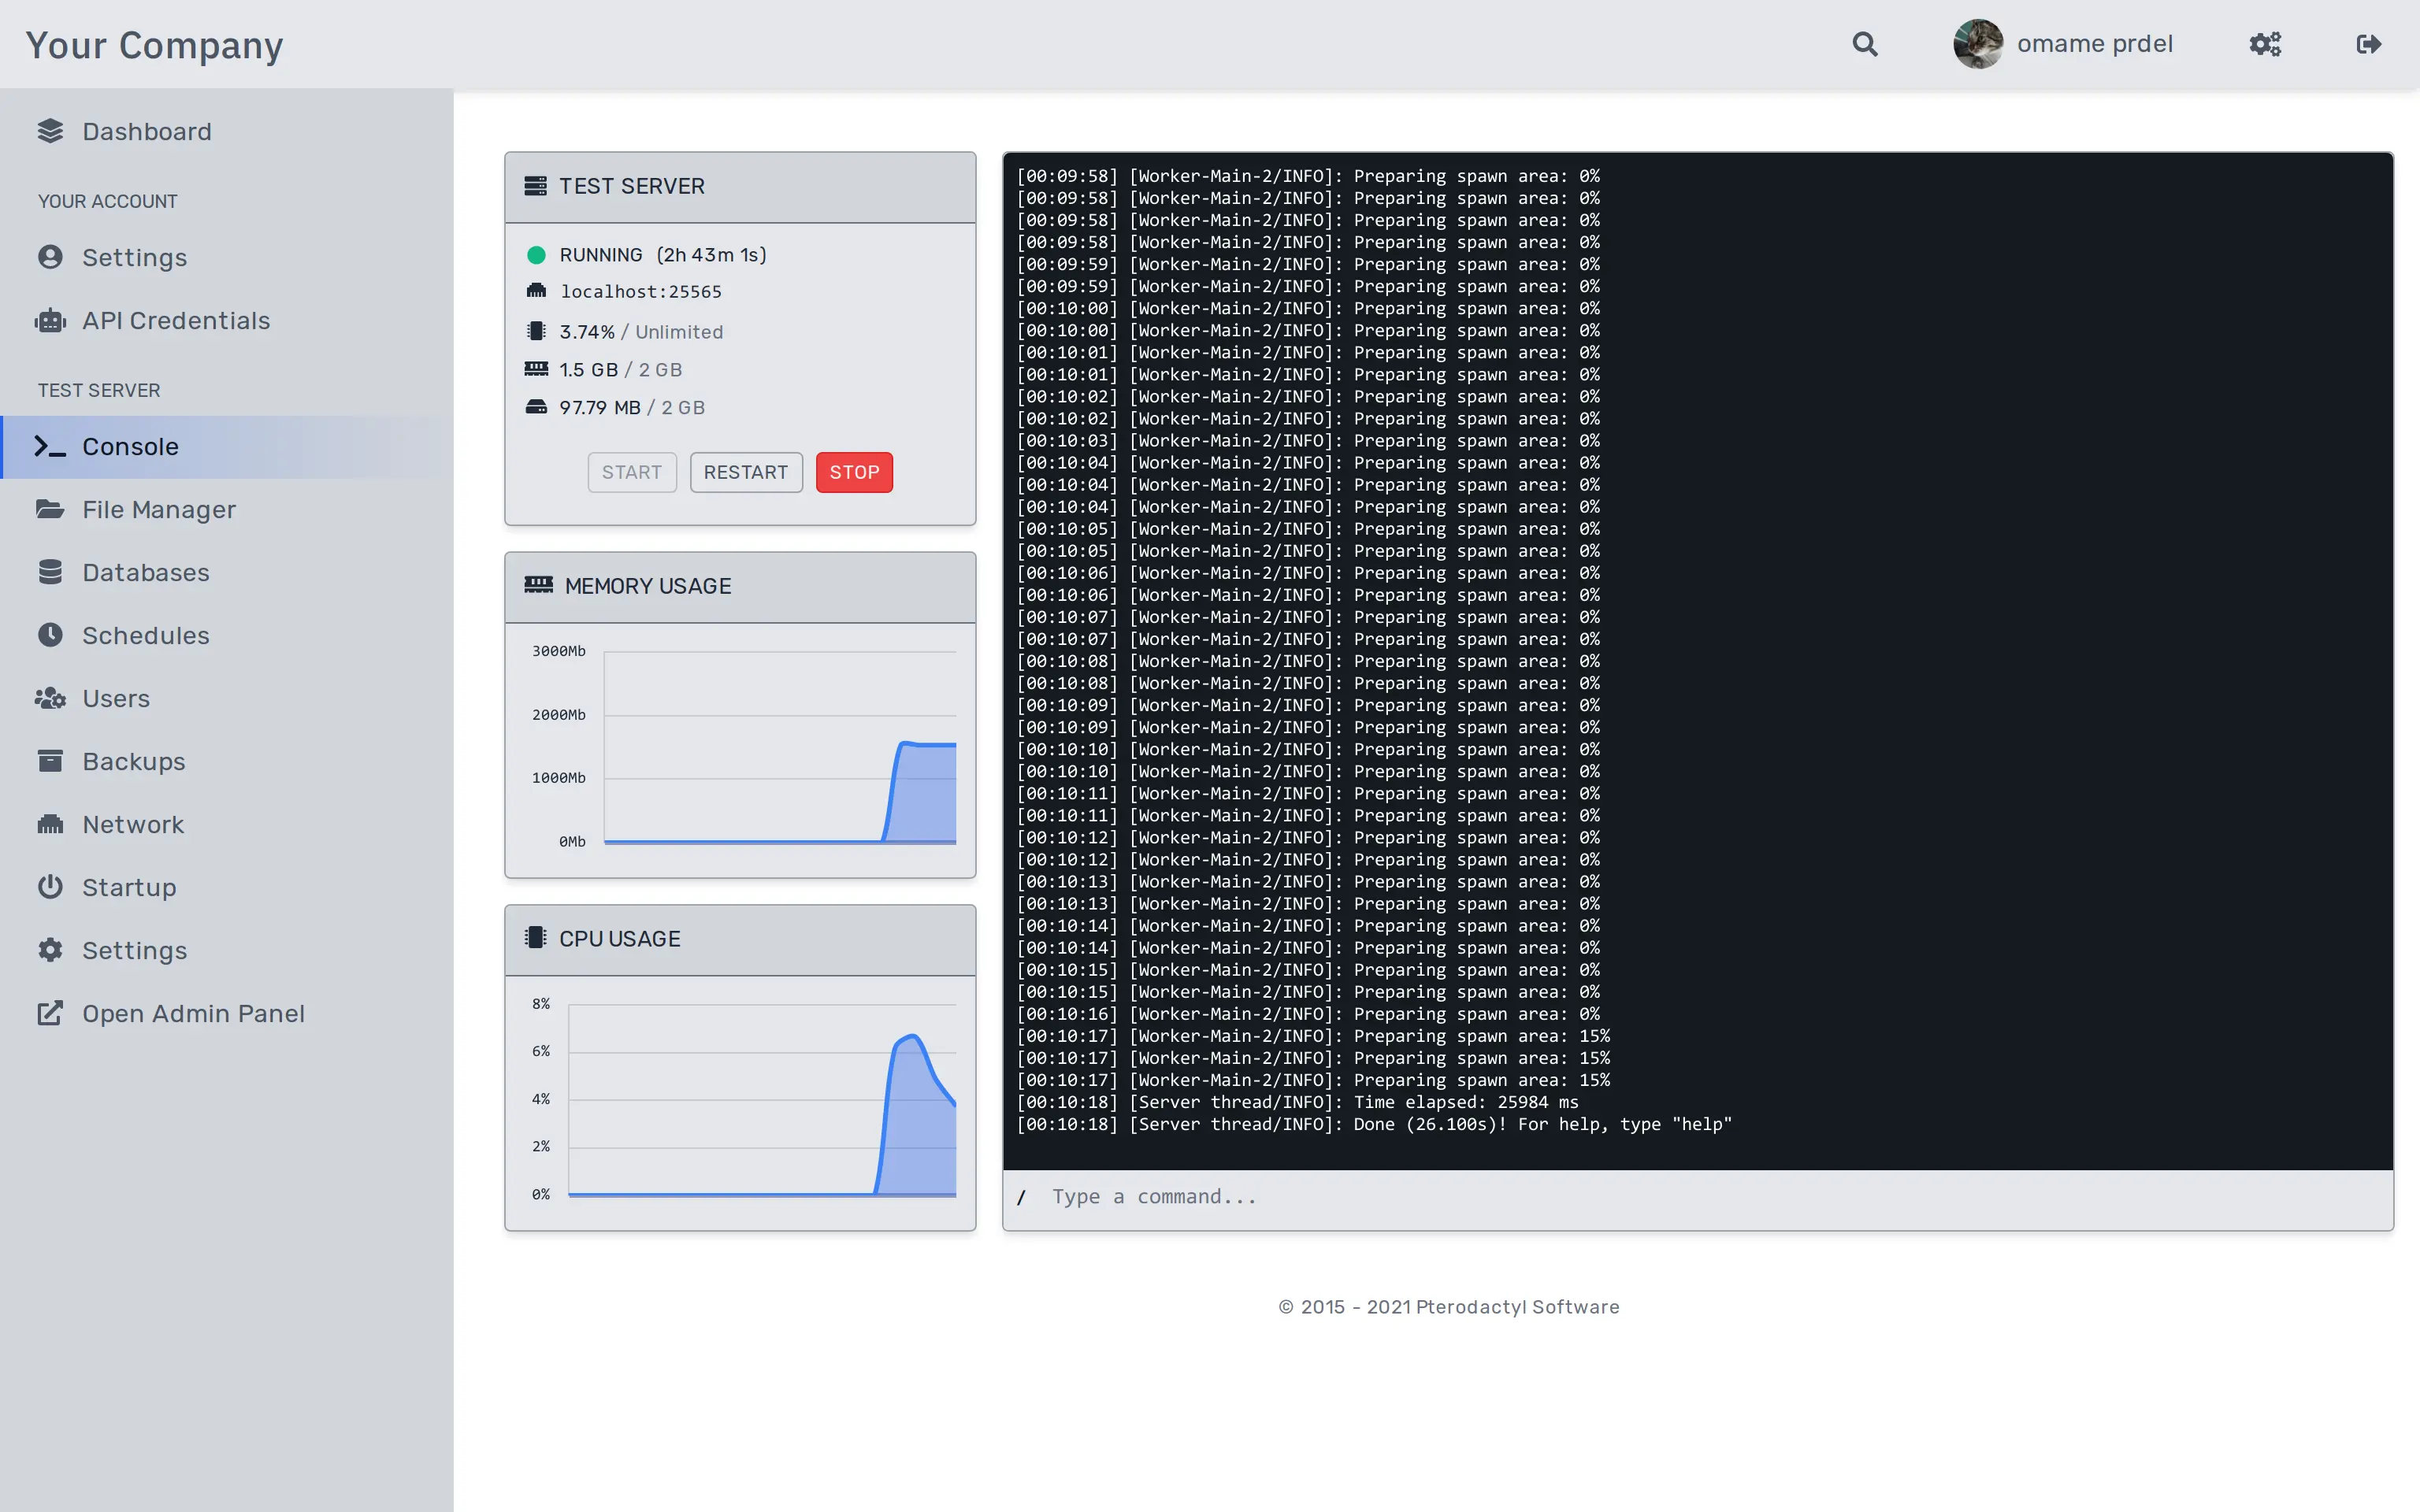 Your Company
omame prdel
Dashboard
YOUR ACCOUNT
Settings
API Credentials
TEST SERVER
Console
File Manager
Databases
Schedules
Users
Backups
Network
Startup
Settings
Open Admin Panel
TEST SERVER
RUNNING (2h 43m 1s)
localhost:25565
3.74% / Unlimited
1.5 GB / 2 GB
97.79 MB / 2 GB
START RESTART STOP
MEMORY USAGE
3000Mb
2000Mb
1000Mb
0Mb
CPU USAGE
8%
6%
4%
2%
0%
[00:09:58] [Worker-Main-2/INFO]: Preparing spawn area: 0%
[00:09:58] [Worker-Main-2/INFO]: Preparing spawn area: 0%
[00:09:58] [Worker-Main-2/INFO]: Preparing spawn area: 0%
[00:09:58] [Worker-Main-2/INFO]: Preparing spawn area: 0%
[00:09:59] [Worker-Main-2/INFO]: Preparing spawn area: 0%
[00:09:59] [Worker-Main-2/INFO]: Preparing spawn area: 0%
[00:10:00] [Worker-Main-2/INFO]: Preparing spawn area: 0%
[00:10:00] [Worker-Main-2/INFO]: Preparing spawn area: 0%
[00:10:01] [Worker-Main-2/INFO]: Preparing spawn area: 0%
[00:10:01] [Worker-Main-2/INFO]: Preparing spawn area: 0%
[00:10:02] [Worker-Main-2/INFO]: Preparing spawn area: 0%
[00:10:02] [Worker-Main-2/INFO]: Preparing spawn area: 0%
[00:10:03] [Worker-Main-2/INFO]: Preparing spawn area: 0%
[00:10:04] [Worker-Main-2/INFO]: Preparing spawn area: 0%
[00:10:04] [Worker-Main-2/INFO]: Preparing spawn area: 0%
[00:10:04] [Worker-Main-2/INFO]: Preparing spawn area: 0%
[00:10:05] [Worker-Main-2/INFO]: Preparing spawn area: 0%
[00:10:05] [Worker-Main-2/INFO]: Preparing spawn area: 0%
[00:10:06] [Worker-Main-2/INFO]: Preparing spawn area: 0%
[00:10:06] [Worker-Main-2/INFO]: Preparing spawn area: 0%
[00:10:07] [Worker-Main-2/INFO]: Preparing spawn area: 0%
[00:10:07] [Worker-Main-2/INFO]: Preparing spawn area: 0%
[00:10:08] [Worker-Main-2/INFO]: Preparing spawn area: 0%
[00:10:08] [Worker-Main-2/INFO]: Preparing spawn area: 0%
[00:10:09] [Worker-Main-2/INFO]: Preparing spawn area: 0%
[00:10:09] [Worker-Main-2/INFO]: Preparing spawn area: 0%
[00:10:10] [Worker-Main-2/INFO]: Preparing spawn area: 0%
[00:10:10] [Worker-Main-2/INFO]: Preparing spawn area: 0%
[00:10:11] [Worker-Main-2/INFO]: Preparing spawn area: 0%
[00:10:11] [Worker-Main-2/INFO]: Preparing spawn area: 0%
[00:10:12] [Worker-Main-2/INFO]: Preparing spawn area: 0%
[00:10:12] [Worker-Main-2/INFO]: Preparing spawn area: 0%
[00:10:13] [Worker-Main-2/INFO]: Preparing spawn area: 0%
[00:10:13] [Worker-Main-2/INFO]: Preparing spawn area: 0%
[00:10:14] [Worker-Main-2/INFO]: Preparing spawn area: 0%
[00:10:14] [Worker-Main-2/INFO]: Preparing spawn area: 0%
[00:10:15] [Worker-Main-2/INFO]: Preparing spawn area: 0%
[00:10:15] [Worker-Main-2/INFO]: Preparing spawn area: 0%
[00:10:16] [Worker-Main-2/INFO]: Preparing spawn area: 0%
[00:10:17] [Worker-Main-2/INFO]: Preparing spawn area: 15%
[00:10:17] [Worker-Main-2/INFO]: Preparing spawn area: 15%
[00:10:17] [Worker-Main-2/INFO]: Preparing spawn area: 15%
[00:10:18] [Server thread/INFO]: Time elapsed: 25984 ms
[00:10:18] [Server thread/INFO]: Done (26.100s)! For help, type "help"
/ Type a command...
© 2015 - 2021 Pterodactyl Software